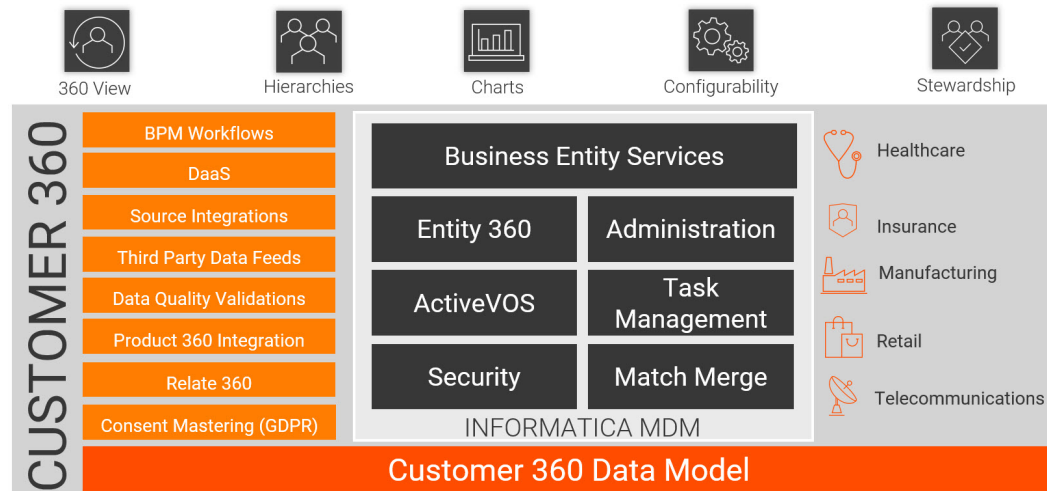 360 View
Hierarchies
Charts
Configurability
Stewardship
CUSTOMER 360
BPM Workflows
DaaS
Source Integrations
Third Party Data Feeds
Data Quality Validations
Product 360 Integration
Relate 360
Consent Mastering (GDPR)
Business Entity Services
Entity 360
Administration
ActiveVOS
Task
Management
Security
Match Merge
INFORMATICA MDM
Healthcare
Insurance
Manufacturing
Retail
Telecommunications
Customer 360 Data Model